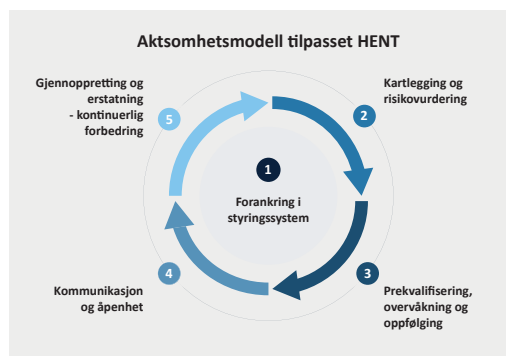 Aktsomhetsmodell tilpasset HENT
1
Forankring i
styringssystem
2
Kartlegging og
risikovurdering
3
Prekvalifisering,
overvåkning og
oppfølging
4
Kommunikasjon
og åpenhet
5
Gjennoppretting og
erstatning
- kontinuerlig
forbedring